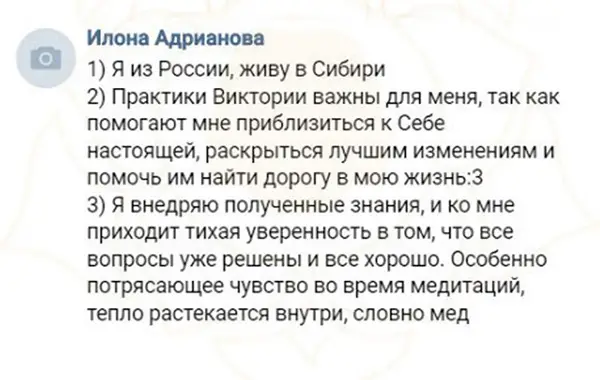 Илона Адрианова
1) Я из России, живу в Сибири
2) Практики Виктории важны для меня, так как
помогают мне приблизиться к Себе
настоящей, раскрыться лучшим изменениям и
помочь им найти дорогу в мою жизнь:3
3) Я внедряю полученные знания, и ко мне
приходит тихая уверенность в том, что все
вопросы уже решены и все хорошо. Особенно
потрясающее чувство во время медитаций,
тепло растекается внутри, словно мед